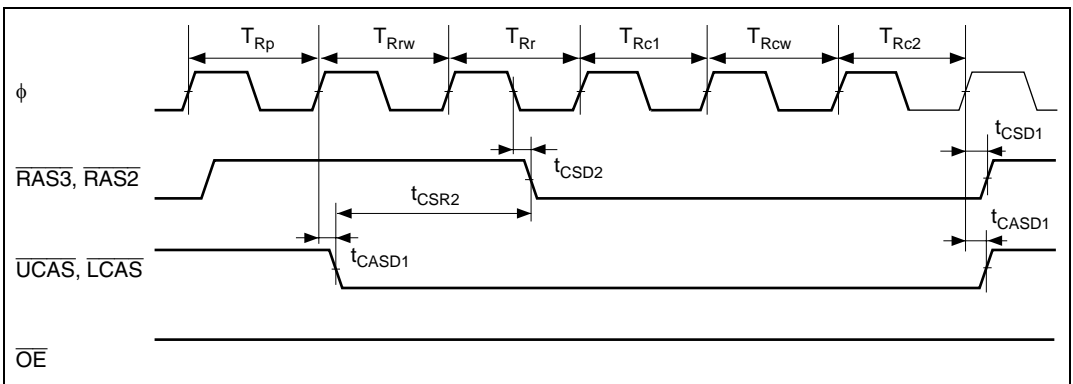 TRp TRrw TRr TRc1 TRcw TRc2
ϕ
tCSD1
RAS3, RAS2
tCSD2
tCSR2
tCASD1
UCAS, LCAS
tCASD1
OE